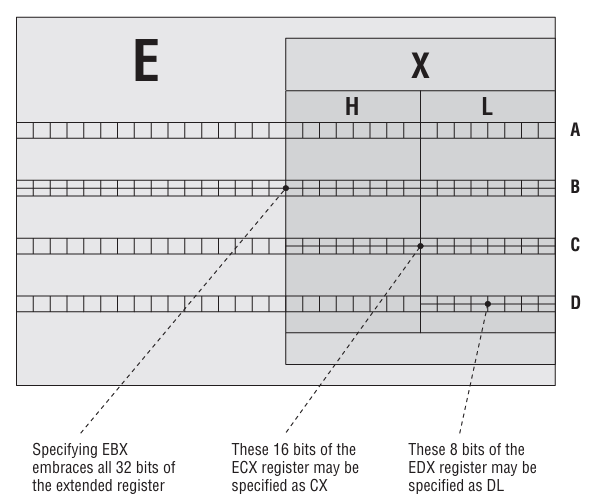 E
X
H
L
A
B
C
D
Specifying EBX
embraces all 32 bits of
the extended register
These 16 bits of the
ECX register may be
specified as CX
These 8 bits of the
EDX register may be
specified as DL